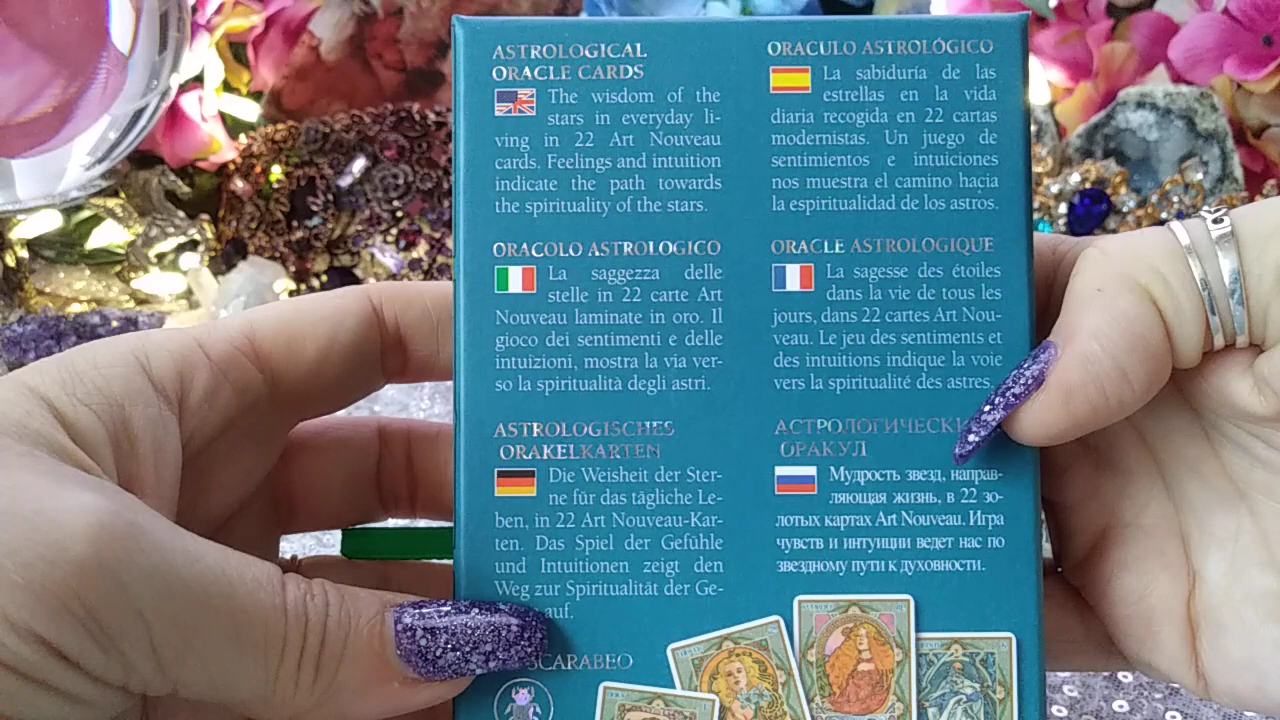 ASTROLOGICAL
ORACLE CARDS
The wisdom of the
stars in everyday li-
ving in 22 Art Nouveau
cards. Feelings and intuition
indicate the path towards
the spirituality of the stars.
ORACULO ASTROLÓGICO
La sabiduría de las
estrellas en la vida
diaria recogida en 22 cartas
modernistas. Un juego de
sentimientos e intuiciones
nos muestra el camino hacia
la espiritualidad de los astros.
ORACOLO ASTROLOGICO
La saggezza delle
stelle in 22 carte Art
Nouveau laminate in oro. Il
gioco dei sentimenti e delle
intuizioni, mostra la via ver-
so la spiritualità degli astri.
ORACLE ASTROLOGIQUE
La sagesse des étoiles
dans la vie de tous les
jours, dans 22 cartes Art Nou-
veau. Le jeu des sentiments et
des intuitions indique la voie
vers la spiritualité des astres.
ASTROLOGISCHES
ORAKELKARTEN
Die Weisheit der Ster-
ne für das tägliche Le-
ben, in 22 Art Nouveau-Kar-
ten. Das Spiel der Gefühle
und Intuitionen zeigt den
Weg zur Spiritualität der Ge-
auf.
АСТРОЛОГИЧЕСКИ
ОРАКУЛ
Мудрость звезд, направ-
ляющая жизнь, в 22 зо-
лотых картах Art Nouveau. Игра
чувств и интуиции ведет нас по
звездному пути к духовности.
SCARABEO